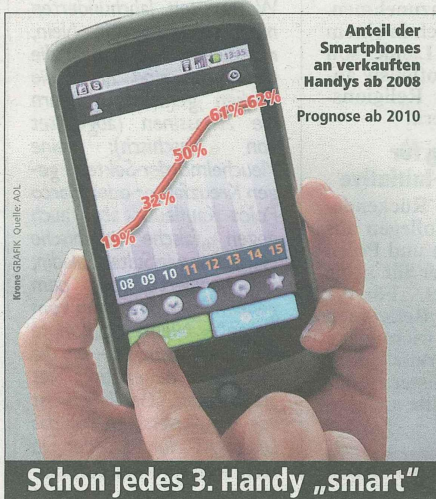 Anteil der
Smartphones
an verkauften
Handys ab 2008
Prognose ab 2010
13:35
61% 62%
50%
32%
19%
08 09 10 11 12 13 14 15
Krone GRAFIK Quelle: ADL
Schon jedes 3. Handy „smart“